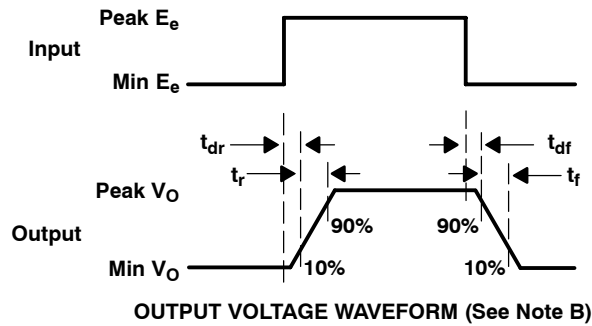 Peak Ee
Input
Min Ee
tdr
tdf
tr
tf
Peak VO
90%
90%
Output
10%
10%
Min VO
OUTPUT VOLTAGE WAVEFORM (See Note B)